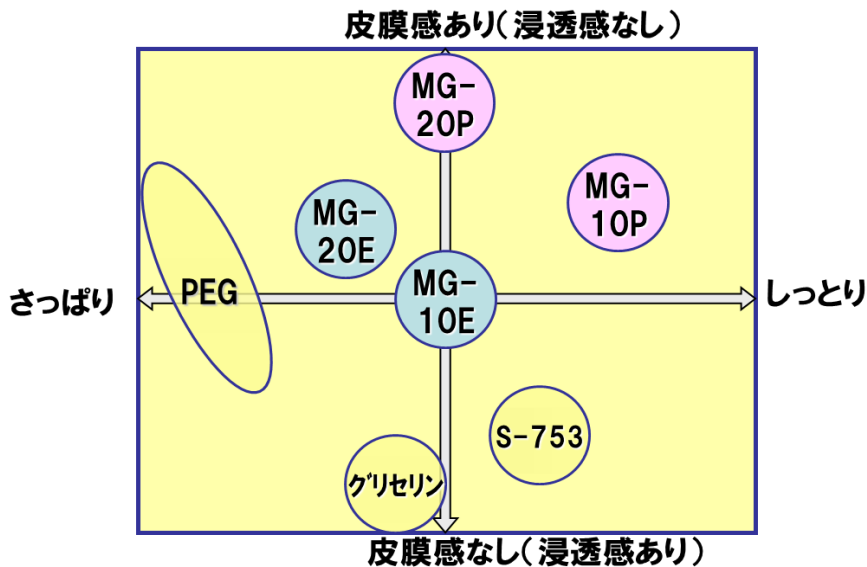 皮膜感あり（浸透感なし）
MG-
20P
MG-
10P
MG-
20E
PEG
MG-
10E
さっぱり
しっとり
S-753
グリセリン
皮膜感なし（浸透感あり）